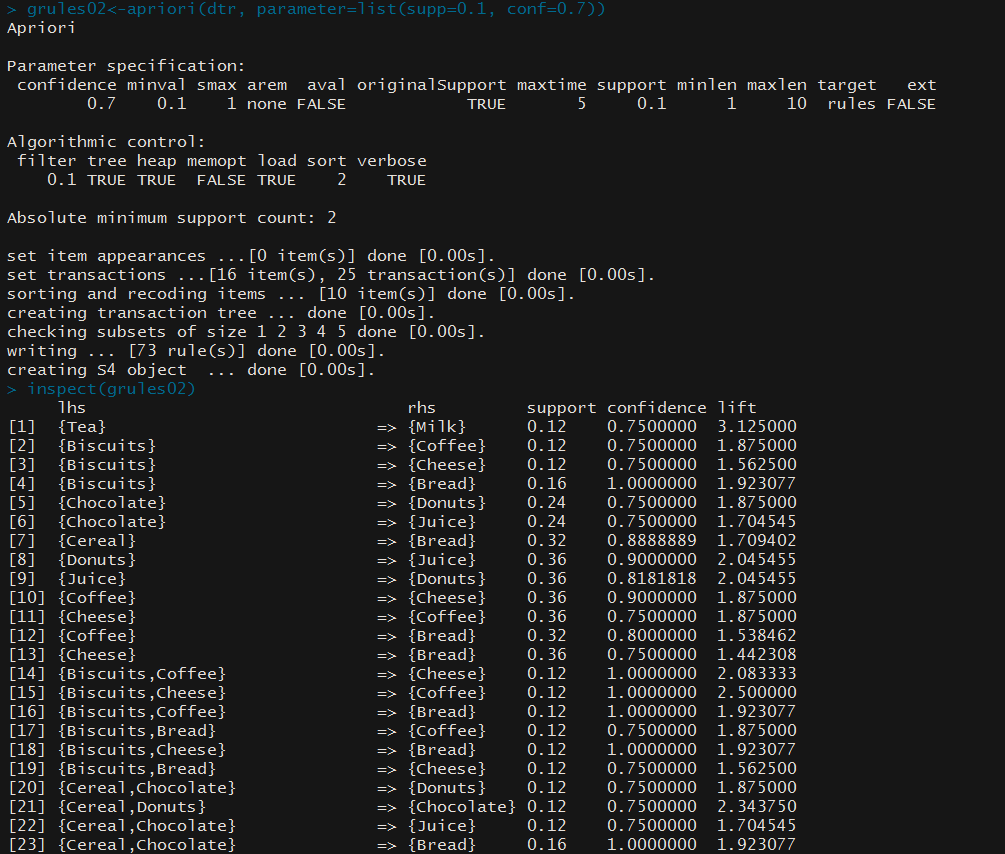 > grules02<-apriori(dtr, parameter=list(supp=0.1, conf=0.7))
Apriori
Parameter specification:
 confidence minval smax arem  aval originalSupport maxtime support minlen maxlen target   ext
        0.7    0.1    1 none FALSE            TRUE       5     0.1      1     10  rules FALSE
Algorithmic control:
 filter tree heap memopt load sort verbose
    0.1 TRUE TRUE  FALSE TRUE    2    TRUE
Absolute minimum support count: 2
set item appearances ...[0 item(s)] done [0.00s].
set transactions ...[16 item(s), 25 transaction(s)] done [0.00s].
sorting and recoding items ... [10 item(s)] done [0.00s].
creating transaction tree ... done [0.00s].
checking subsets of size 1 2 3 4 5 done [0.00s].
writing ... [73 rule(s)] done [0.00s].
creating S4 object  ... done [0.00s].
> inspect(grules02)
     lhs                                rhs         support confidence lift
[1]  {Tea}                           => {Milk}      0.12    0.7500000  3.125000
[2]  {Biscuits}                      => {Coffee}    0.12    0.7500000  1.875000
[3]  {Biscuits}                      => {Cheese}    0.12    0.7500000  1.562500
[4]  {Biscuits}                      => {Bread}     0.16    1.0000000  1.923077
[5]  {Chocolate}                     => {Donuts}    0.24    0.7500000  1.875000
[6]  {Chocolate}                     => {Juice}     0.24    0.7500000  1.704545
[7]  {Cereal}                        => {Bread}     0.32    0.8888889  1.709402
[8]  {Donuts}                        => {Juice}     0.36    0.9000000  2.045455
[9]  {Juice}                         => {Donuts}    0.36    0.8181818  2.045455
[10] {Coffee}                        => {Cheese}    0.36    0.9000000  1.875000
[11] {Cheese}                        => {Coffee}    0.36    0.7500000  1.875000
[12] {Coffee}                        => {Bread}     0.32    0.8000000  1.538462
[13] {Cheese}                        => {Bread}     0.36    0.7500000  1.442308
[14] {Biscuits,Coffee}               => {Cheese}    0.12    1.0000000  2.083333
[15] {Biscuits,Cheese}               => {Coffee}    0.12    1.0000000  2.500000
[16] {Biscuits,Coffee}               => {Bread}     0.12    1.0000000  1.923077
[17] {Biscuits,Bread}                => {Coffee}    0.12    0.7500000  1.875000
[18] {Biscuits,Cheese}               => {Bread}     0.12    1.0000000  1.923077
[19] {Biscuits,Bread}                => {Cheese}    0.12    0.7500000  1.562500
[20] {Cereal,Chocolate}              => {Donuts}    0.12    0.7500000  1.875000
[21] {Cereal,Donuts}                 => {Chocolate} 0.12    0.7500000  2.343750
[22] {Cereal,Chocolate}              => {Juice}     0.12    0.7500000  1.704545
[23] {Cereal,Chocolate}              => {Bread}     0.16    1.0000000  1.923077